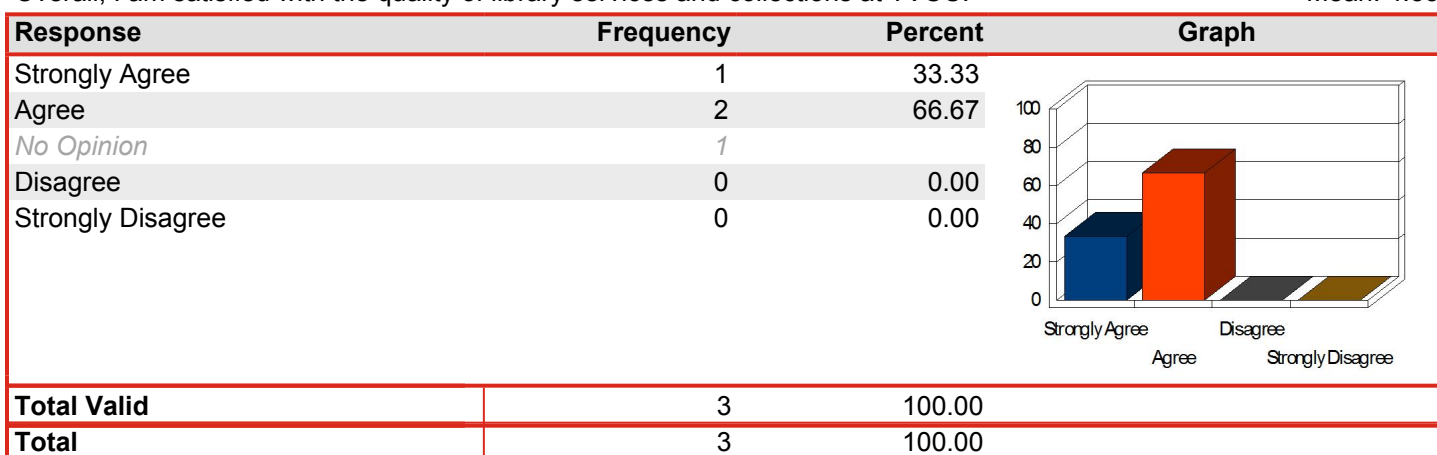 Response Frequency Percent Graph
Strongly Agree 1 33.33
Agree 2 66.67
No Opinion 1
Disagree 0 0.00
Strongly Disagree 0 0.00
100
80
60
40
20
0
Strongly Agree Disagree
Agree Strongly Disagree
Total Valid 3 100.00
Total 3 100.00